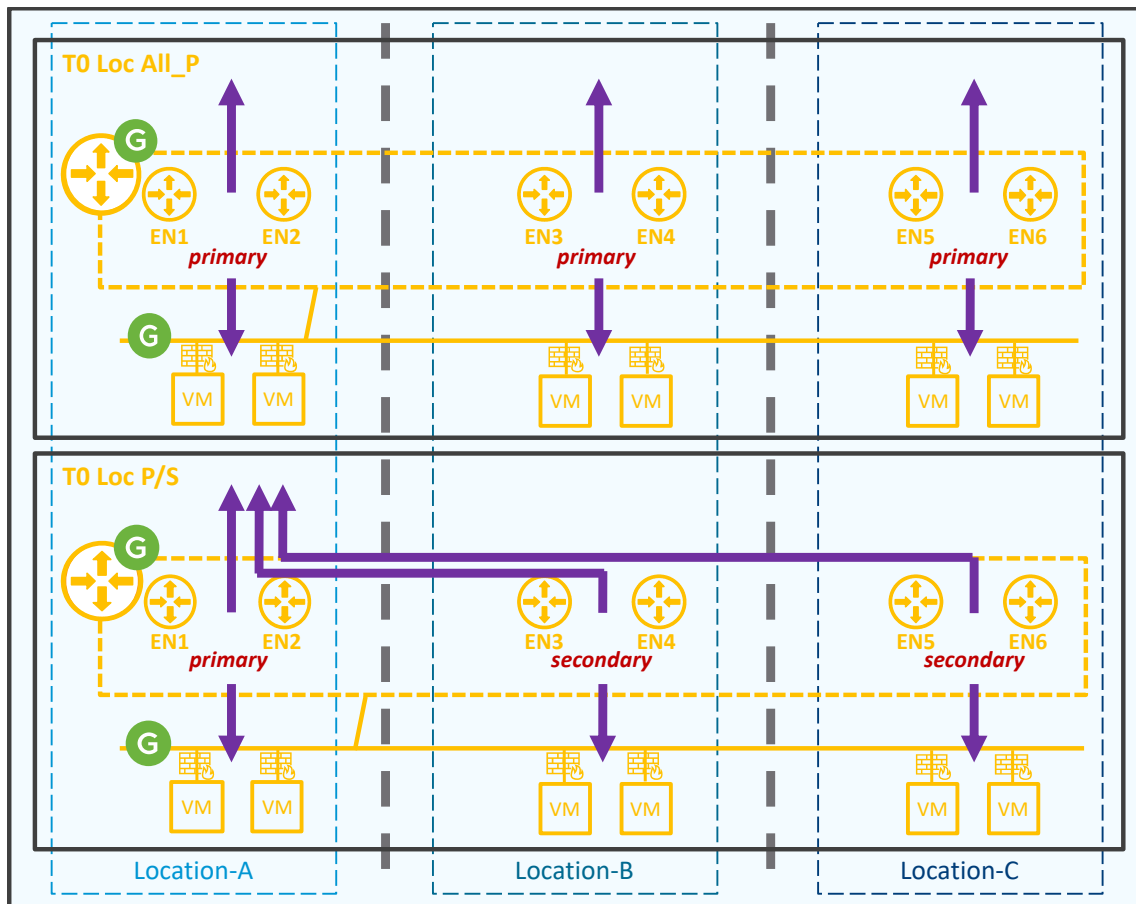 T0 Loc All_P
G
EN1 EN2 EN3 EN4 EN5 EN6
primary primary primary
G
VM VM VM VM VM VM
T0 Loc P/S
G
EN1 EN2 EN3 EN4 EN5 EN6
primary secondary secondary
G
VM VM VM VM VM VM
Location-A Location-B Location-C